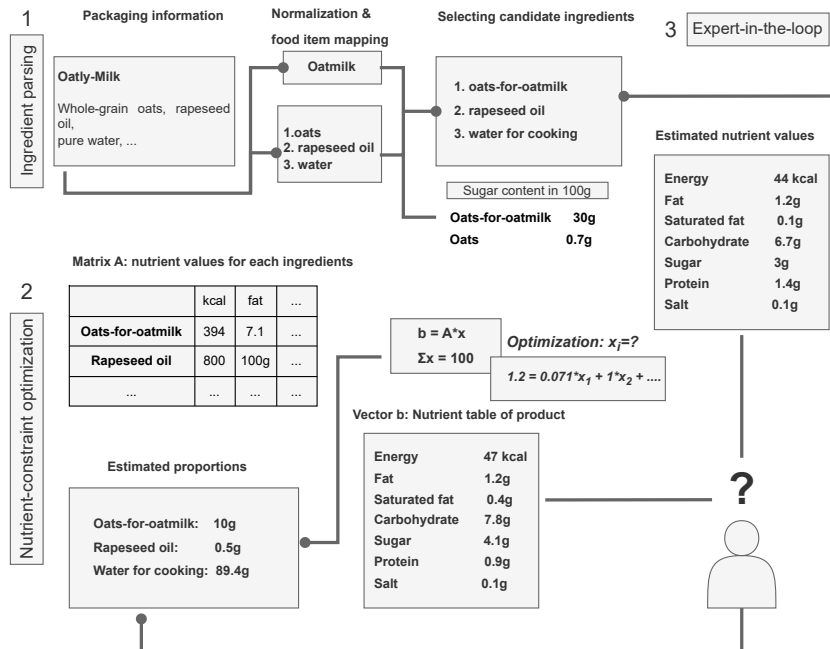 1
Ingredient parsing
Packaging information
Oatly-Milk
Whole-grain oats, rapeseed
oil,
pure water, ...
Normalization &
food item mapping
Oatmilk
1.oats
2. rapeseed oil
3. water
Selecting candidate ingredients
1. oats-for-oatmilk
2. rapeseed oil
3. water for cooking
Sugar content in 100g
Oats-for-oatmilk 30g
Oats 0.7g
3 Expert-in-the-loop
Estimated nutrient values
Energy 44 kcal
Fat 1.2g
Saturated fat 0.1g
Carbohydrate 6.7g
Sugar 3g
Protein 1.4g
Salt 0.1g
2
Nutrient-constraint optimization
Matrix A: nutrient values for each ingredients
kcal fat ...
Oats-for-oatmilk 394 7.1 ...
Rapeseed oil 800 100g ...
... ... ... ...
b = A*x
Σx = 100
Optimization: xi=?
1.2 = 0.071*x1 + 1*x2 + ....
Estimated proportions
Oats-for-oatmilk: 10g
Rapeseed oil: 0.5g
Water for cooking: 89.4g
Vector b: Nutrient table of product
Energy 47 kcal
Fat 1.2g
Saturated fat 0.4g
Carbohydrate 7.8g
Sugar 4.1g
Protein 0.9g
Salt 0.1g
?